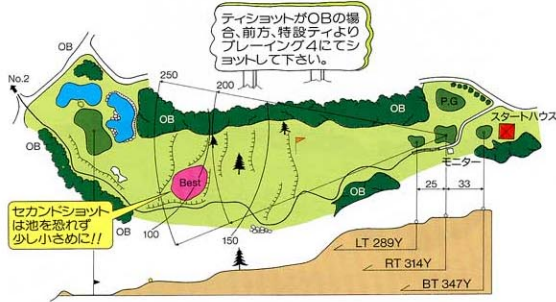 ティショットがOBの場
合、前方、特設ティより
プレーイング4にてシ
ョットして下さい。
OB
No.2
250
200
OB
OB
P.G
スタートハウス
OB
モニター
Best
OB
25
33
セカンドショット
は池を恐れず
少し小さめに!!
OB
100
150
LT 289Y
RT 314Y
BT 347Y